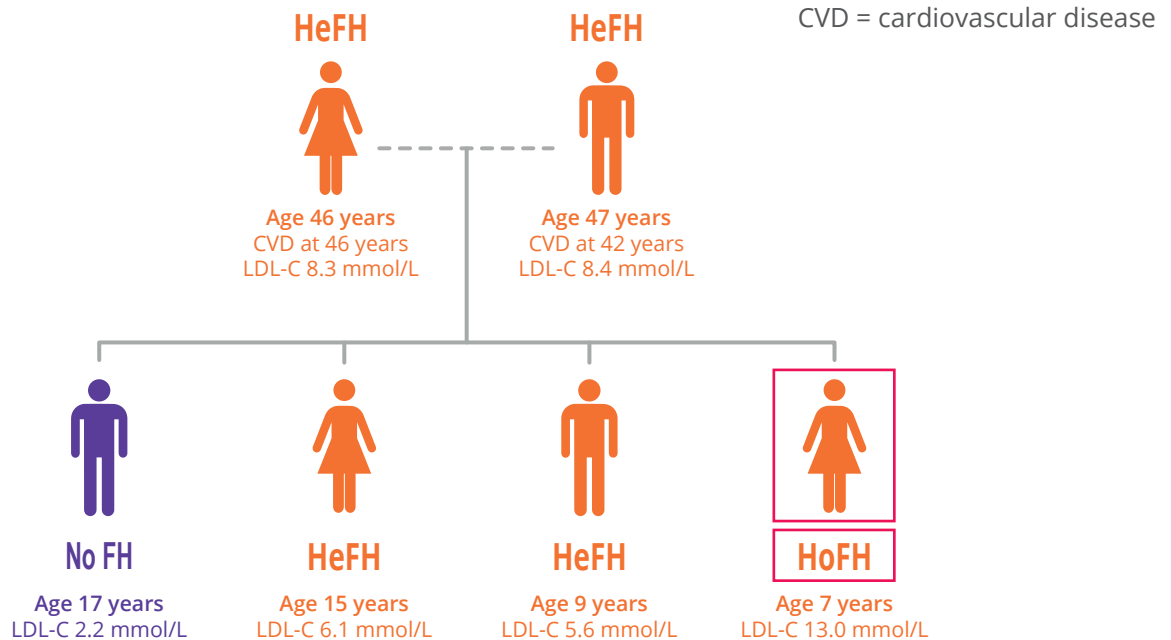 CVD = cardiovascular disease
HeFH
HeFH
Age 46 years
CVD at 46 years
LDL-C 8.3 mmol/L
Age 47 years
CVD at 42 years
LDL-C 8.4 mmol/L
No FH
Age 17 years
LDL-C 2.2 mmol/L
HeFH
Age 15 years
LDL-C 6.1 mmol/L
HeFH
Age 9 years
LDL-C 5.6 mmol/L
HoFH
Age 7 years
LDL-C 13.0 mmol/L